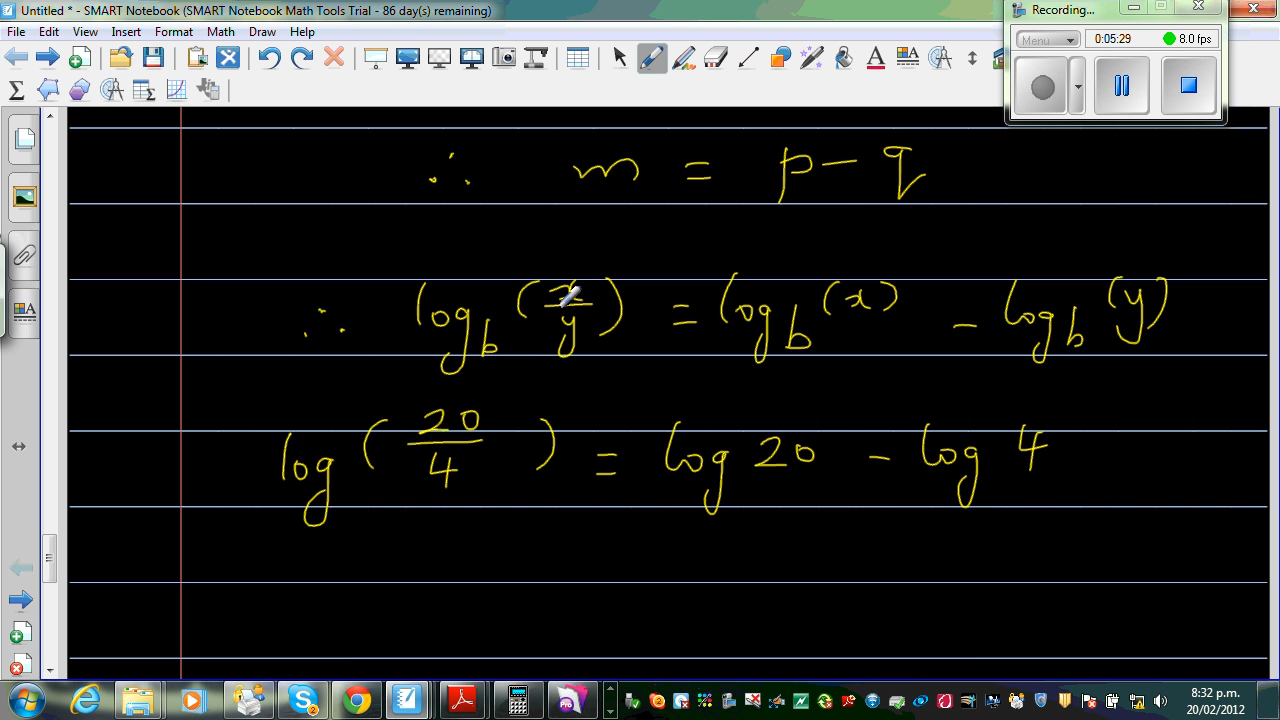 Untitled * - SMART Notebook (SMART Notebook Math Tools Trial - 86 day(s) remaining)
Recording...
File Edit View Insert Format Math Draw Help
Menu 0:05:29 8.0 fps
∴ m = p - q
∴ log_b (x/y) = log_b (x) - log_b (y)
log (20/4) = log 20 - log 4
8:32 p.m.
20/02/2012